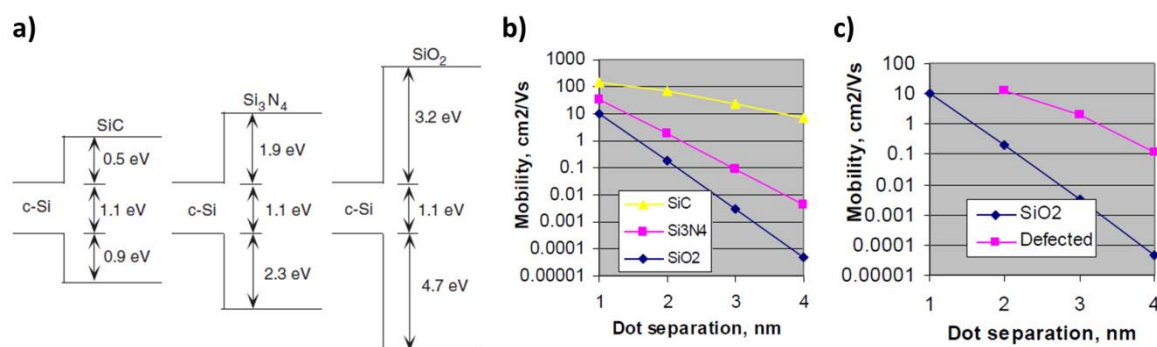 a)
SiC
0.5 eV
c-Si
1.1 eV
0.9 eV
Si3N4
1.9 eV
c-Si
1.1 eV
2.3 eV
SiO2
3.2 eV
c-Si
1.1 eV
4.7 eV
b)
Mobility, cm2/Vs
1000
100
10
1
0.1
0.01
0.001
0.0001
0.00001
SiC
Si3N4
SiO2
1 2 3 4
Dot separation, nm
c)
Mobility, cm2/Vs
100
10
1
0.1
0.01
0.001
0.0001
0.00001
SiO2
Defected
1 2 3 4
Dot separation, nm